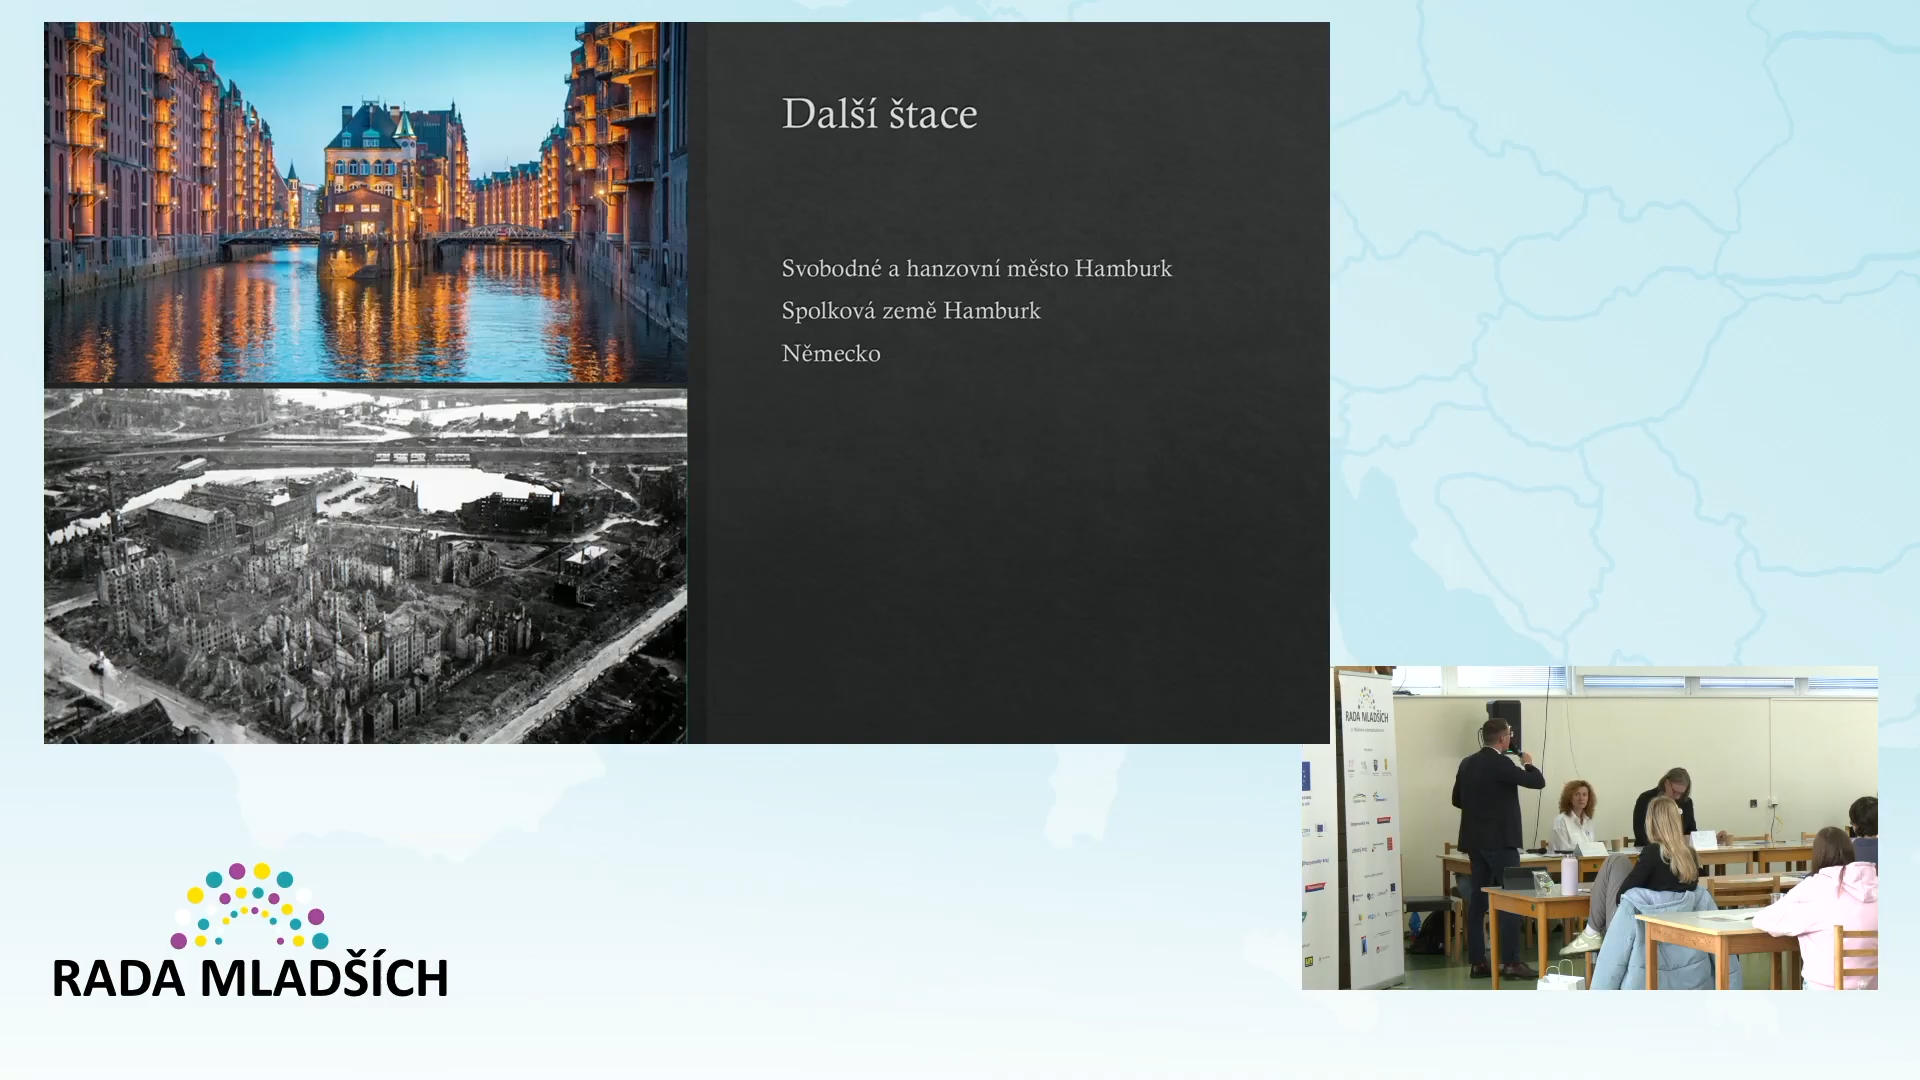 Další štace
Svobodné a hanzovní město Hamburk
Spolková země Hamburk
Německo
RADA MLADŠÍCH
RADA MLADŠÍCH